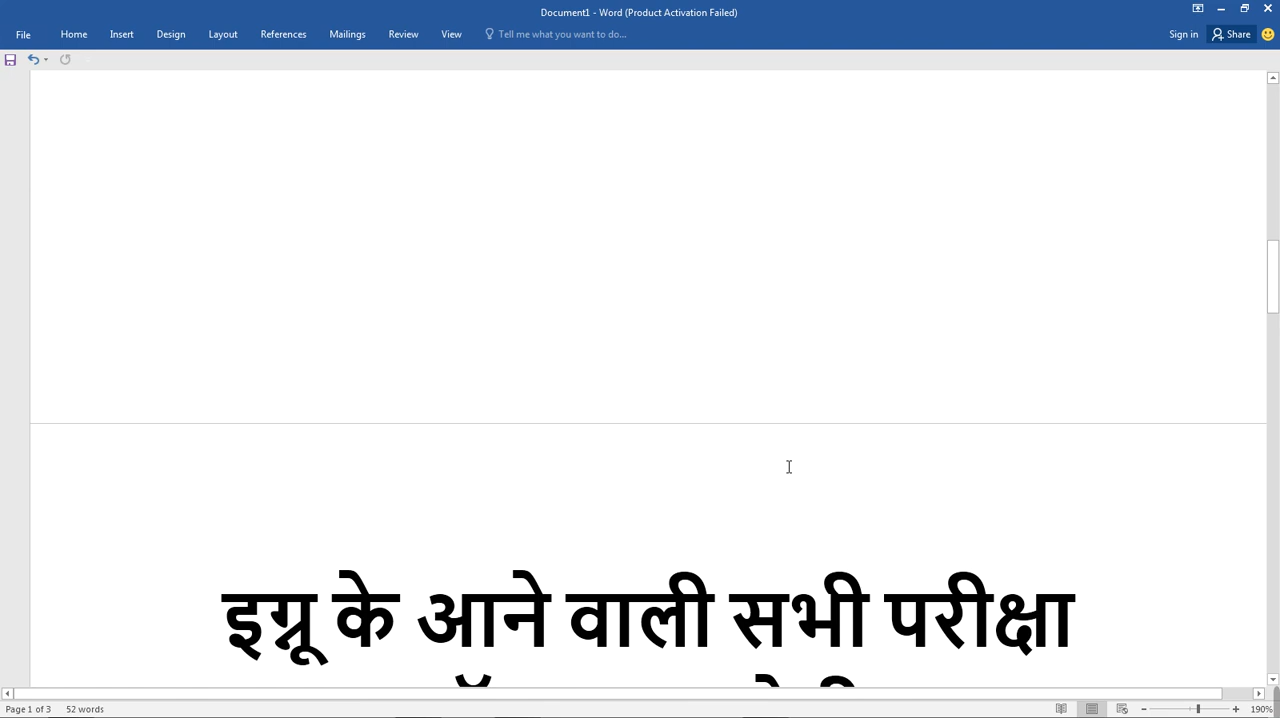 Document1 - Word (Product Activation Failed)
File Home Insert Design Layout References Mailings Review View Tell me what you want to do... Sign in Share
इग्नू के आने वाली सभी परीक्षा
Page 1 of 3 52 words 190%